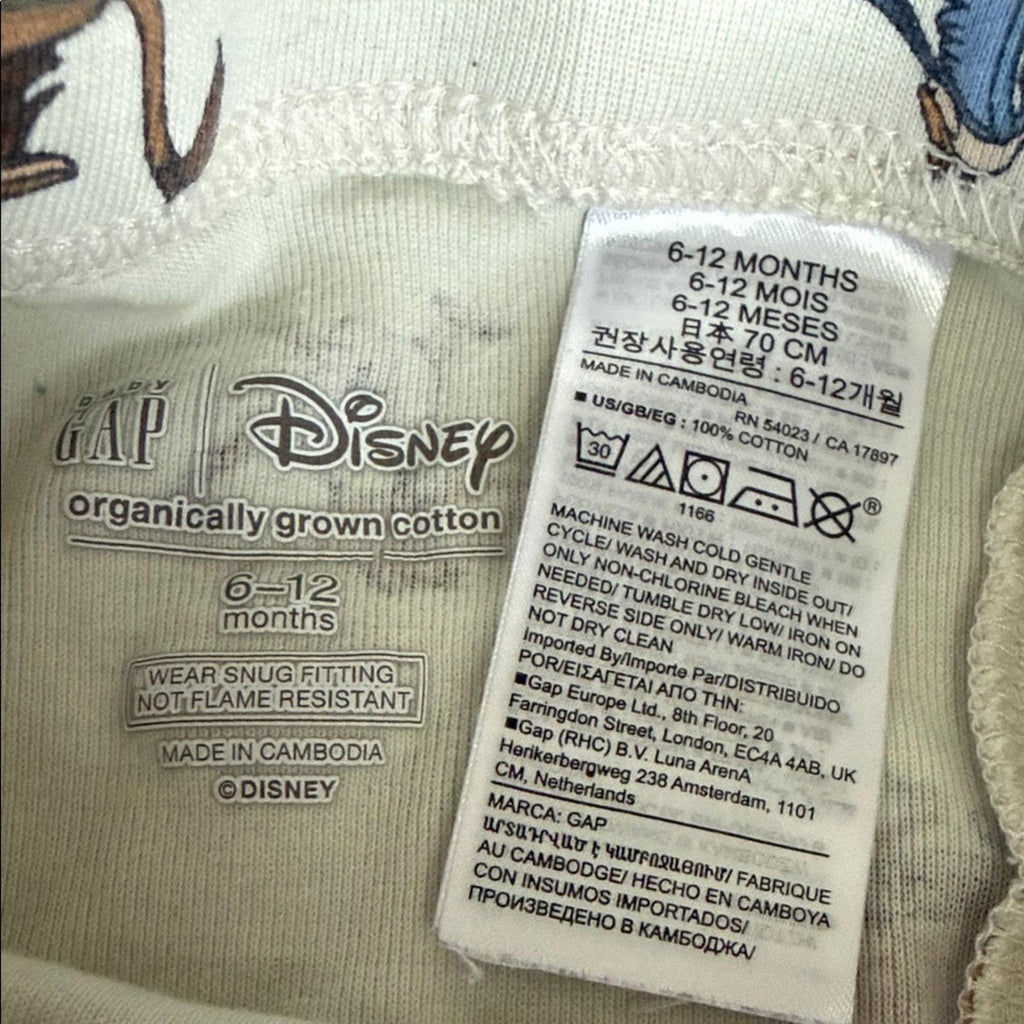 baby
GAP
DISNEY
organically grown cotton
6–12
months
WEAR SNUG FITTING
NOT FLAME RESISTANT
MADE IN CAMBODIA
©DISNEY
6-12 MONTHS
6-12 MOIS
6-12 MESES
日本 70 CM
권장사용연령 : 6-12개월
MADE IN CAMBODIA
RN 54023 / CA 17897
■ US/GB/EG : 100% COTTON
30
®
1166
MACHINE WASH COLD GENTLE
CYCLE/ WASH AND DRY INSIDE OUT/
ONLY NON-CHLORINE BLEACH WHEN
NEEDED/ TUMBLE DRY LOW/ IRON ON
REVERSE SIDE ONLY/ WARM IRON/ DO
NOT DRY CLEAN
Imported By/Importe Par/DISTRIBUIDO
POR/ΕΙΣΑΓΕΤΑΙ ΑΠΟ ΤΗΝ:
■Gap Europe Ltd., 8th Floor, 20
Farringdon Street, London, EC4A 4AB, UK
■Gap (RHC) B.V. Luna ArenA
Herikerbergweg 238 Amsterdam, 1101
CM, Netherlands
MARCA: GAP
ԱՐՏԱԴՐՎԱԾ Է ԿԱՄԲՈՋԱՅՈՒՄ/ FABRIQUE
AU CAMBODGE/ HECHO EN CAMBOYA
CON INSUMOS IMPORTADOS/
ПРОИЗВЕДЕНО В КАМБОДЖА/